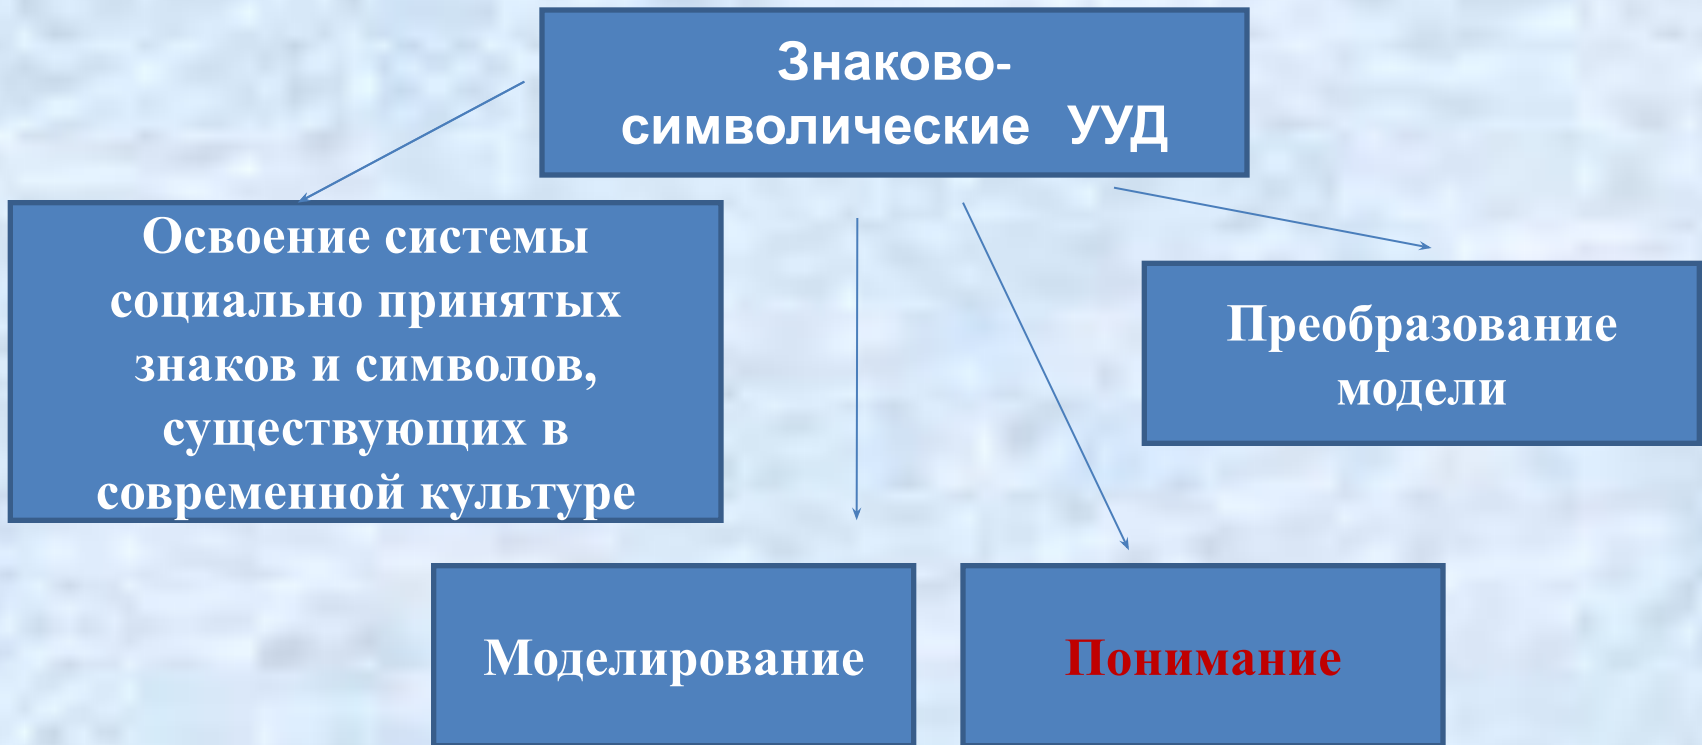 Знаково-
символические УУД
Освоение системы
социально принятых
знаков и символов,
существующих в
современной культуре
Преобразование
модели
Моделирование
Понимание